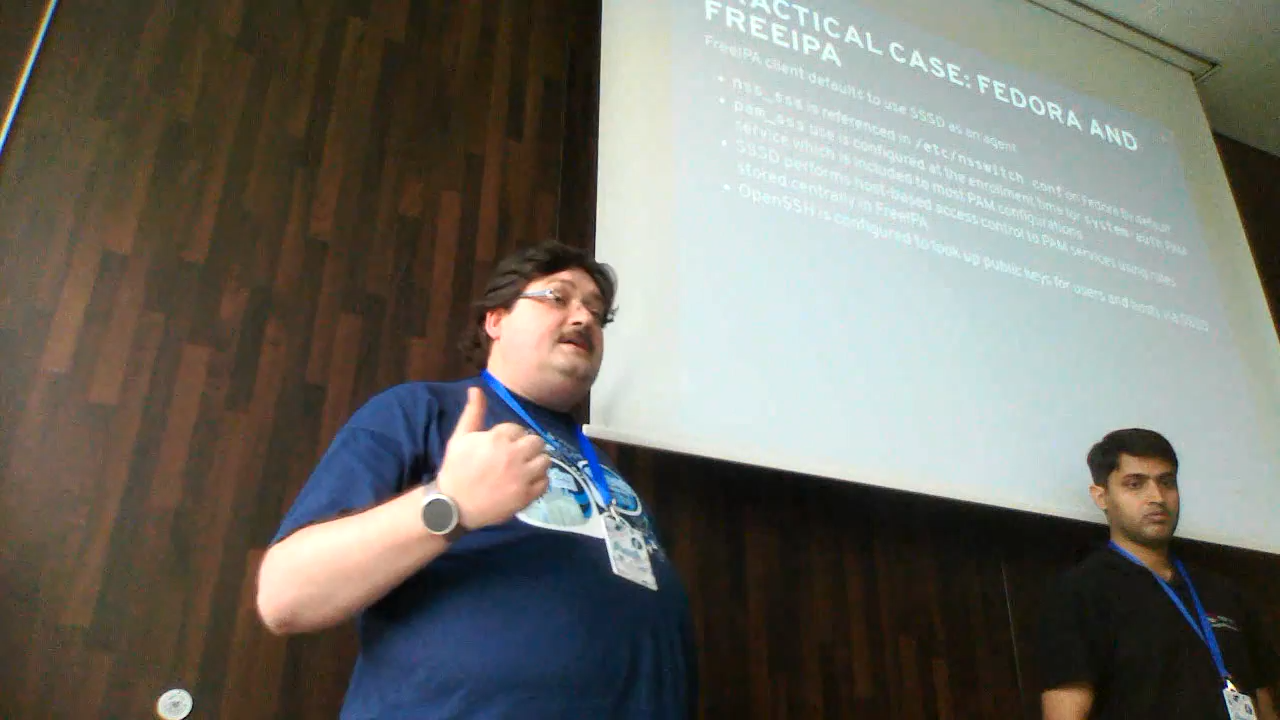 RACTICAL CASE: FEDORA AND
FREEIPA
FreeIPA client defaults to use SSSD as an agent
• nss_sss is referenced in /etc/nsswitch.conf on Fedora by default
• pam_sss use is configured at the enrollment time for system-auth PAM
service which is included to most PAM configurations
• SSSD performs host-based access control to PAM services using rules
stored centrally in FreeIPA
• OpenSSH is configured to look up public keys for users and hosts via SSSD